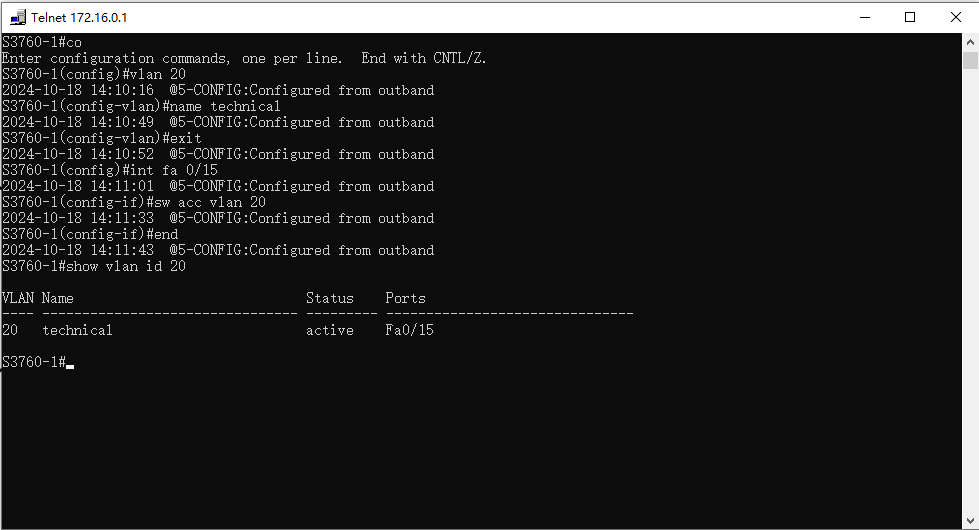 Telnet 172.16.0.1
S3760-1#co
Enter configuration commands, one per line.  End with CNTL/Z.
S3760-1(config)#vlan 20
2024-10-18 14:10:16  @5-CONFIG:Configured from outband
S3760-1(config-vlan)#name technical
2024-10-18 14:10:49  @5-CONFIG:Configured from outband
S3760-1(config-vlan)#exit
2024-10-18 14:10:52  @5-CONFIG:Configured from outband
S3760-1(config)#int fa 0/15
2024-10-18 14:11:01  @5-CONFIG:Configured from outband
S3760-1(config-if)#sw acc vlan 20
2024-10-18 14:11:33  @5-CONFIG:Configured from outband
S3760-1(config-if)#end
2024-10-18 14:11:43  @5-CONFIG:Configured from outband
S3760-1#show vlan id 20
VLAN Name                             Status    Ports
---- -------------------------------- --------- -------------------------------
20   technical                        active    Fa0/15
S3760-1#